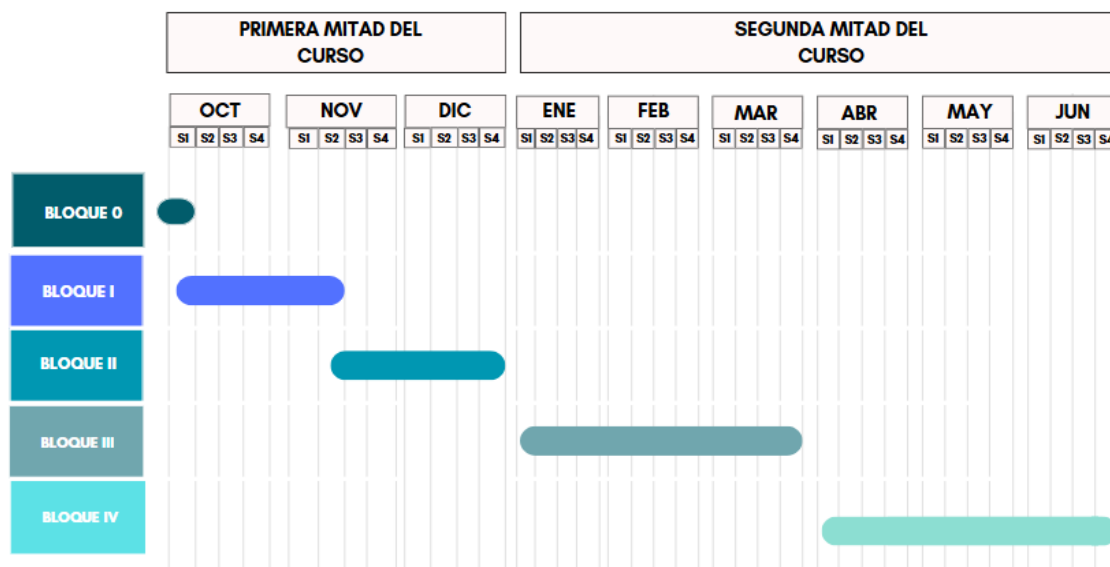 PRIMERA MITAD DEL
CURSO
SEGUNDA MITAD DEL
CURSO
OCT NOV DIC ENE FEB MAR ABR MAY JUN
S1 S2 S3 S4 S1 S2 S3 S4 S1 S2 S3 S4 S1 S2 S3 S4 S1 S2 S3 S4 S1 S2 S3 S4 S1 S2 S3 S4 S1 S2 S3 S4 S1 S2 S3 S4
BLOQUE 0
BLOQUE I
BLOQUE II
BLOQUE III
BLOQUE IV